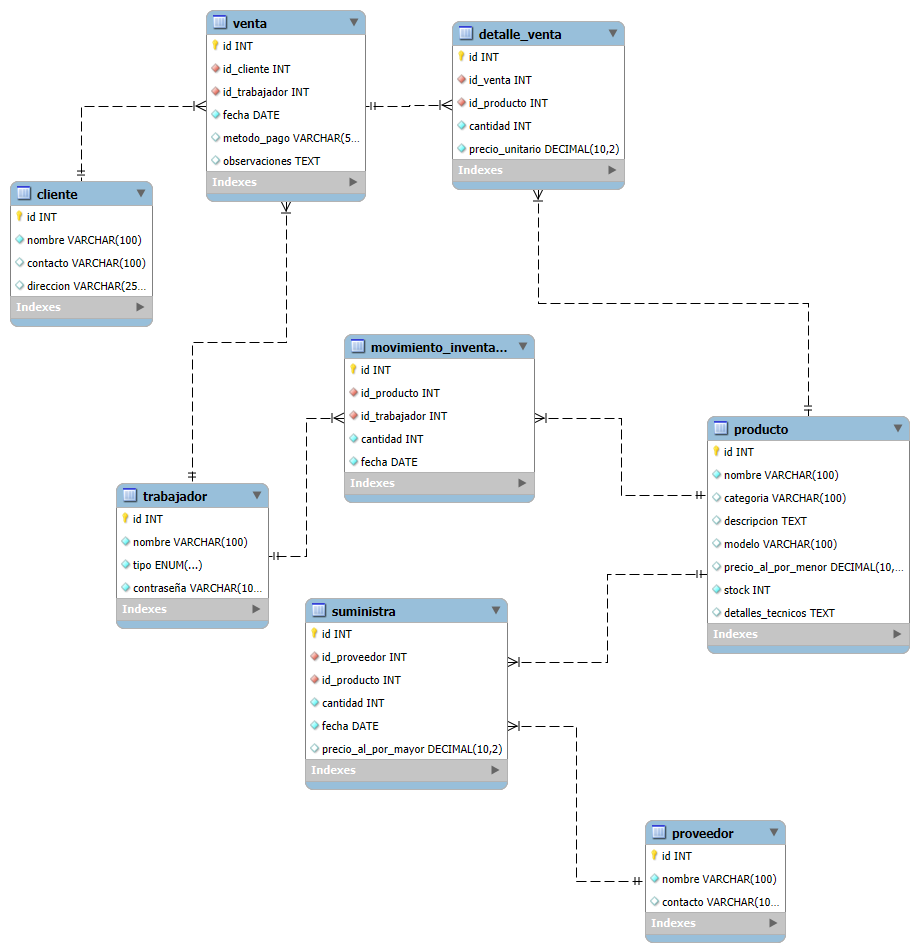 venta
id INT
id_cliente INT
id_trabajador INT
fecha DATE
metodo_pago VARCHAR(5...
observaciones TEXT
Indexes
detalle_venta
id INT
id_venta INT
id_producto INT
cantidad INT
precio_unitario DECIMAL(10,2)
Indexes
cliente
id INT
nombre VARCHAR(100)
contacto VARCHAR(100)
direccion VARCHAR(25...
Indexes
movimiento_inventa...
id INT
id_producto INT
id_trabajador INT
cantidad INT
fecha DATE
Indexes
producto
id INT
nombre VARCHAR(100)
categoria VARCHAR(100)
descripcion TEXT
modelo VARCHAR(100)
precio_al_por_menor DECIMAL(10,...
stock INT
detalles_tecnicos TEXT
Indexes
trabajador
id INT
nombre VARCHAR(100)
tipo ENUM(...)
contraseña VARCHAR(10...
Indexes
suministra
id INT
id_proveedor INT
id_producto INT
cantidad INT
fecha DATE
precio_al_por_mayor DECIMAL(10,2)
Indexes
proveedor
id INT
nombre VARCHAR(100)
contacto VARCHAR(10...
Indexes